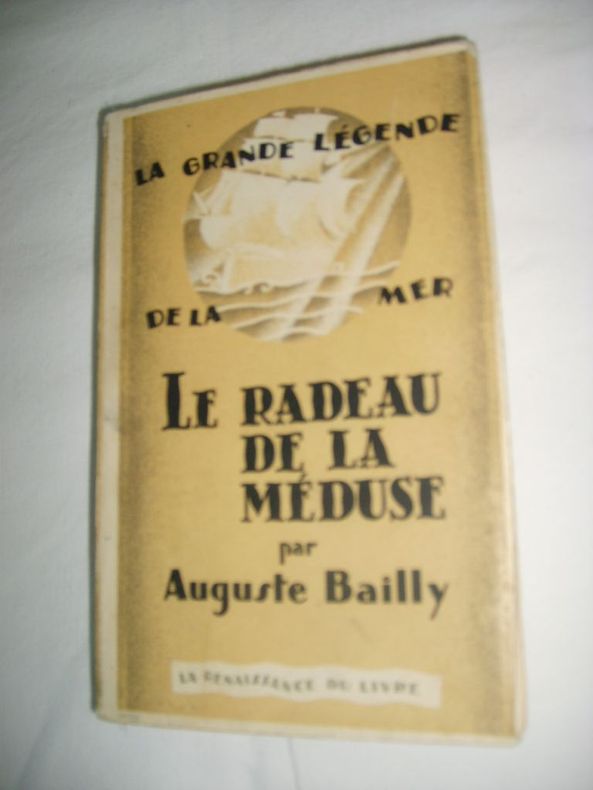 LA GRANDE LÉGENDE
DE LA MER
LE RADEAU
DE LA
MÉDUSE
par
Auguste Bailly
LA RENAISSANCE DU LIVRE